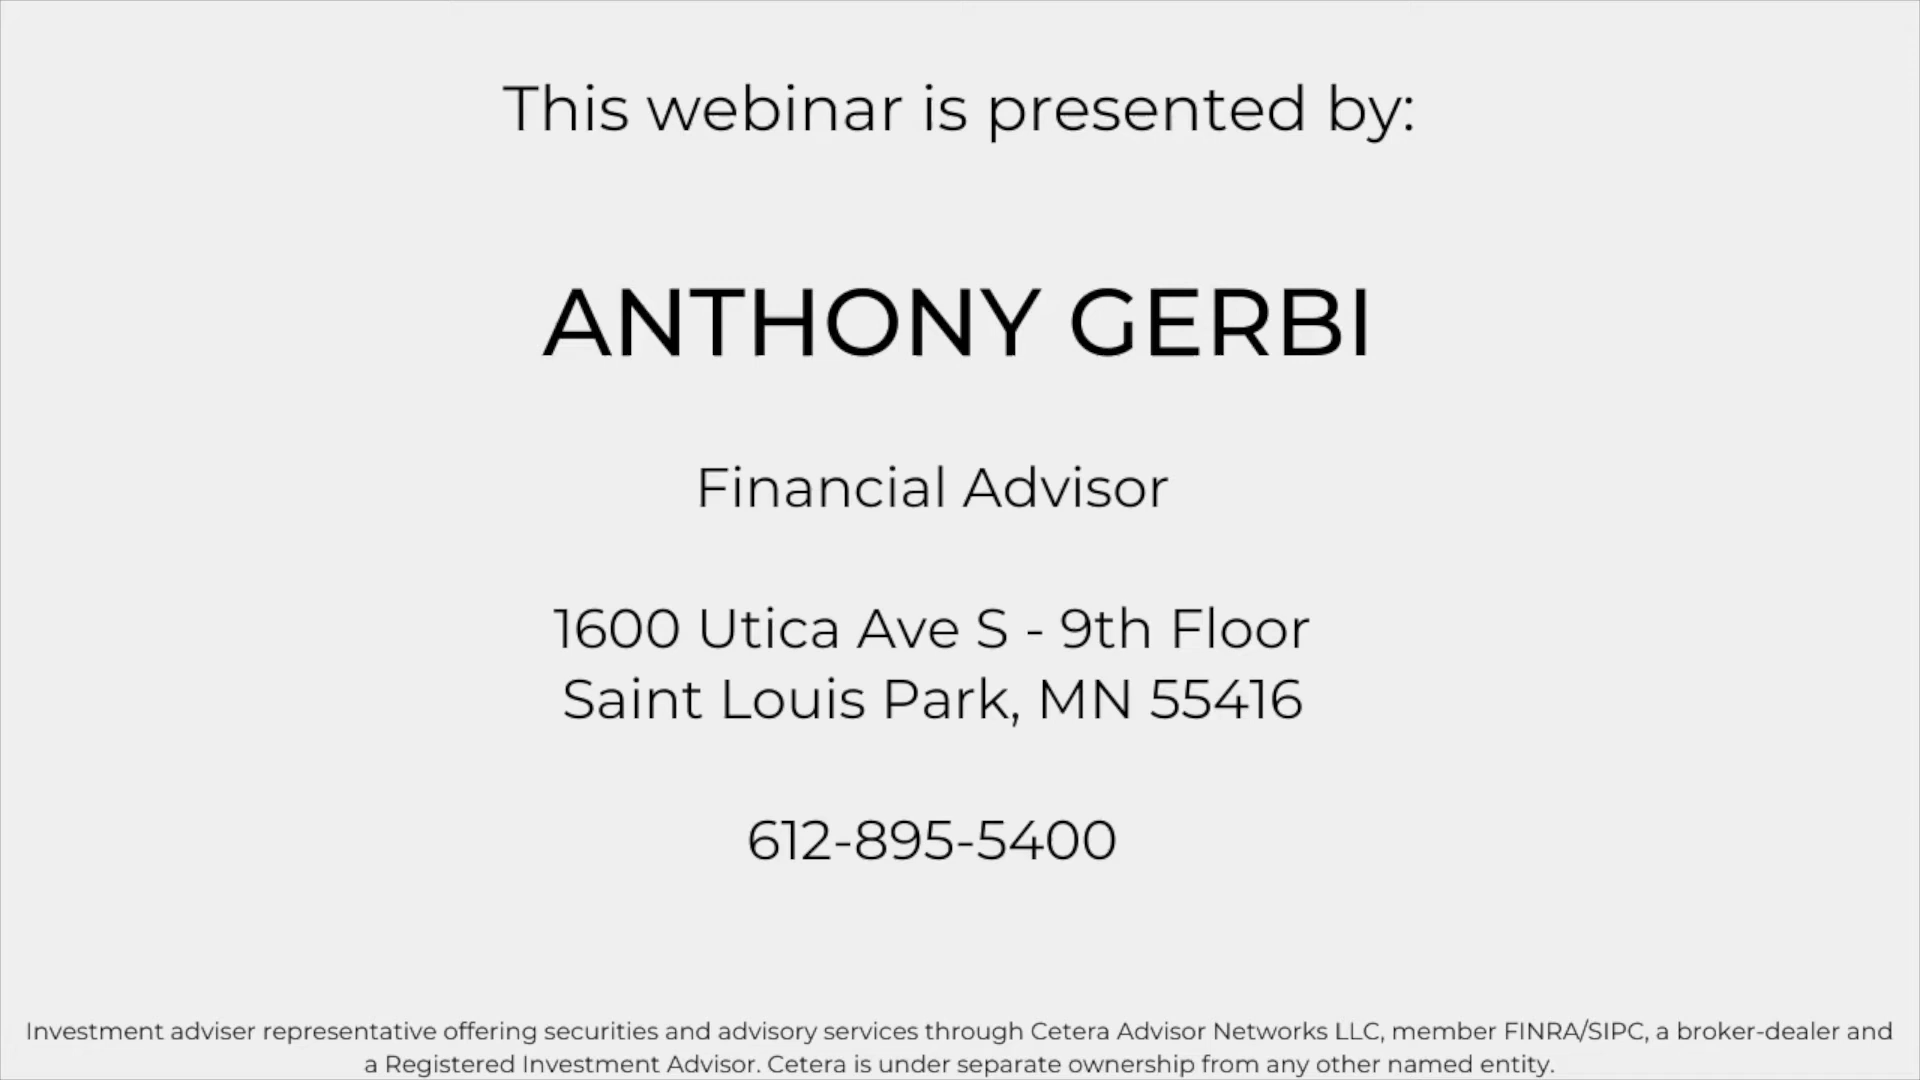 This webinar is presented by:
ANTHONY GERBI
Financial Advisor
1600 Utica Ave S - 9th Floor
Saint Louis Park, MN 55416
612-895-5400
Investment adviser representative offering securities and advisory services through Cetera Advisor Networks LLC, member FINRA/SIPC, a broker-dealer and
a Registered Investment Advisor. Cetera is under separate ownership from any other named entity.